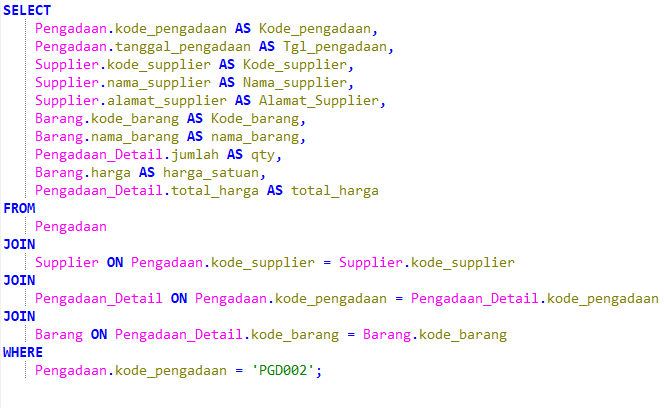 SELECT
Pengadaan.kode_pengadaan AS Kode_pengadaan,
Pengadaan.tanggal_pengadaan AS Tgl_pengadaan,
Supplier.kode_supplier AS Kode_supplier,
Supplier.nama_supplier AS Nama_supplier,
Supplier.alamat_supplier AS Alamat_Supplier,
Barang.kode_barang AS Kode_barang,
Barang.nama_barang AS nama_barang,
Pengadaan_Detail.jumlah AS qty,
Barang.harga AS harga_satuan,
Pengadaan_Detail.total_harga AS total_harga
FROM
Pengadaan
JOIN
Supplier ON Pengadaan.kode_supplier = Supplier.kode_supplier
JOIN
Pengadaan_Detail ON Pengadaan.kode_pengadaan = Pengadaan_Detail.kode_pengadaan
JOIN
Barang ON Pengadaan_Detail.kode_barang = Barang.kode_barang
WHERE
Pengadaan.kode_pengadaan = 'PGD002';